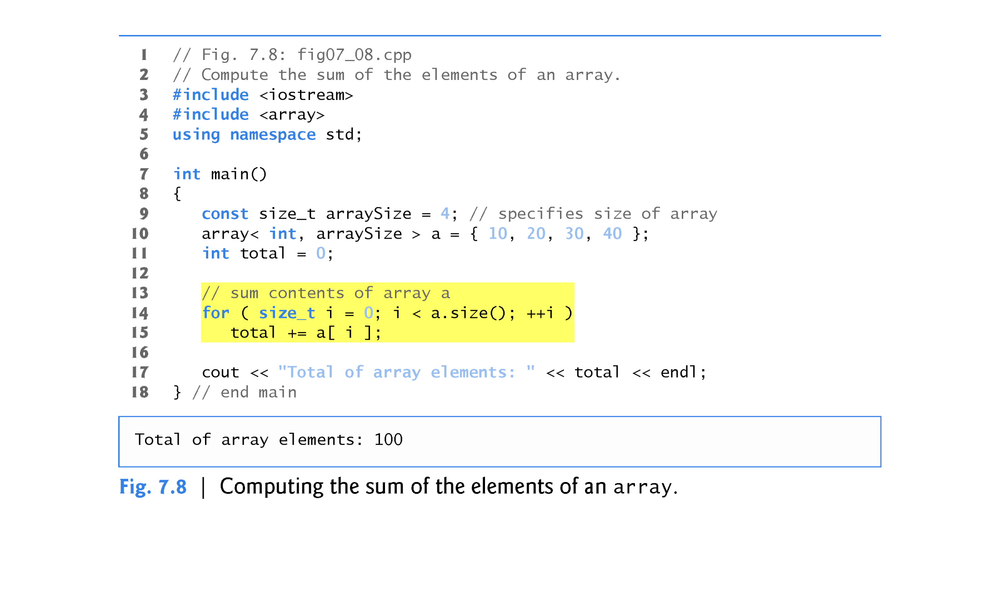 1 // Fig. 7.8: fig07_08.cpp
2 // Compute the sum of the elements of an array.
3 #include <iostream>
4 #include <array>
5 using namespace std;
6
7 int main()
8 {
9    const size_t arraySize = 4; // specifies size of array
10    array< int, arraySize > a = { 10, 20, 30, 40 };
11    int total = 0;
12
13    // sum contents of array a
14    for ( size_t i = 0; i < a.size(); ++i )
15       total += a[ i ];
16
17    cout << "Total of array elements: " << total << endl;
18 } // end main
Total of array elements: 100
Fig. 7.8 | Computing the sum of the elements of an array.